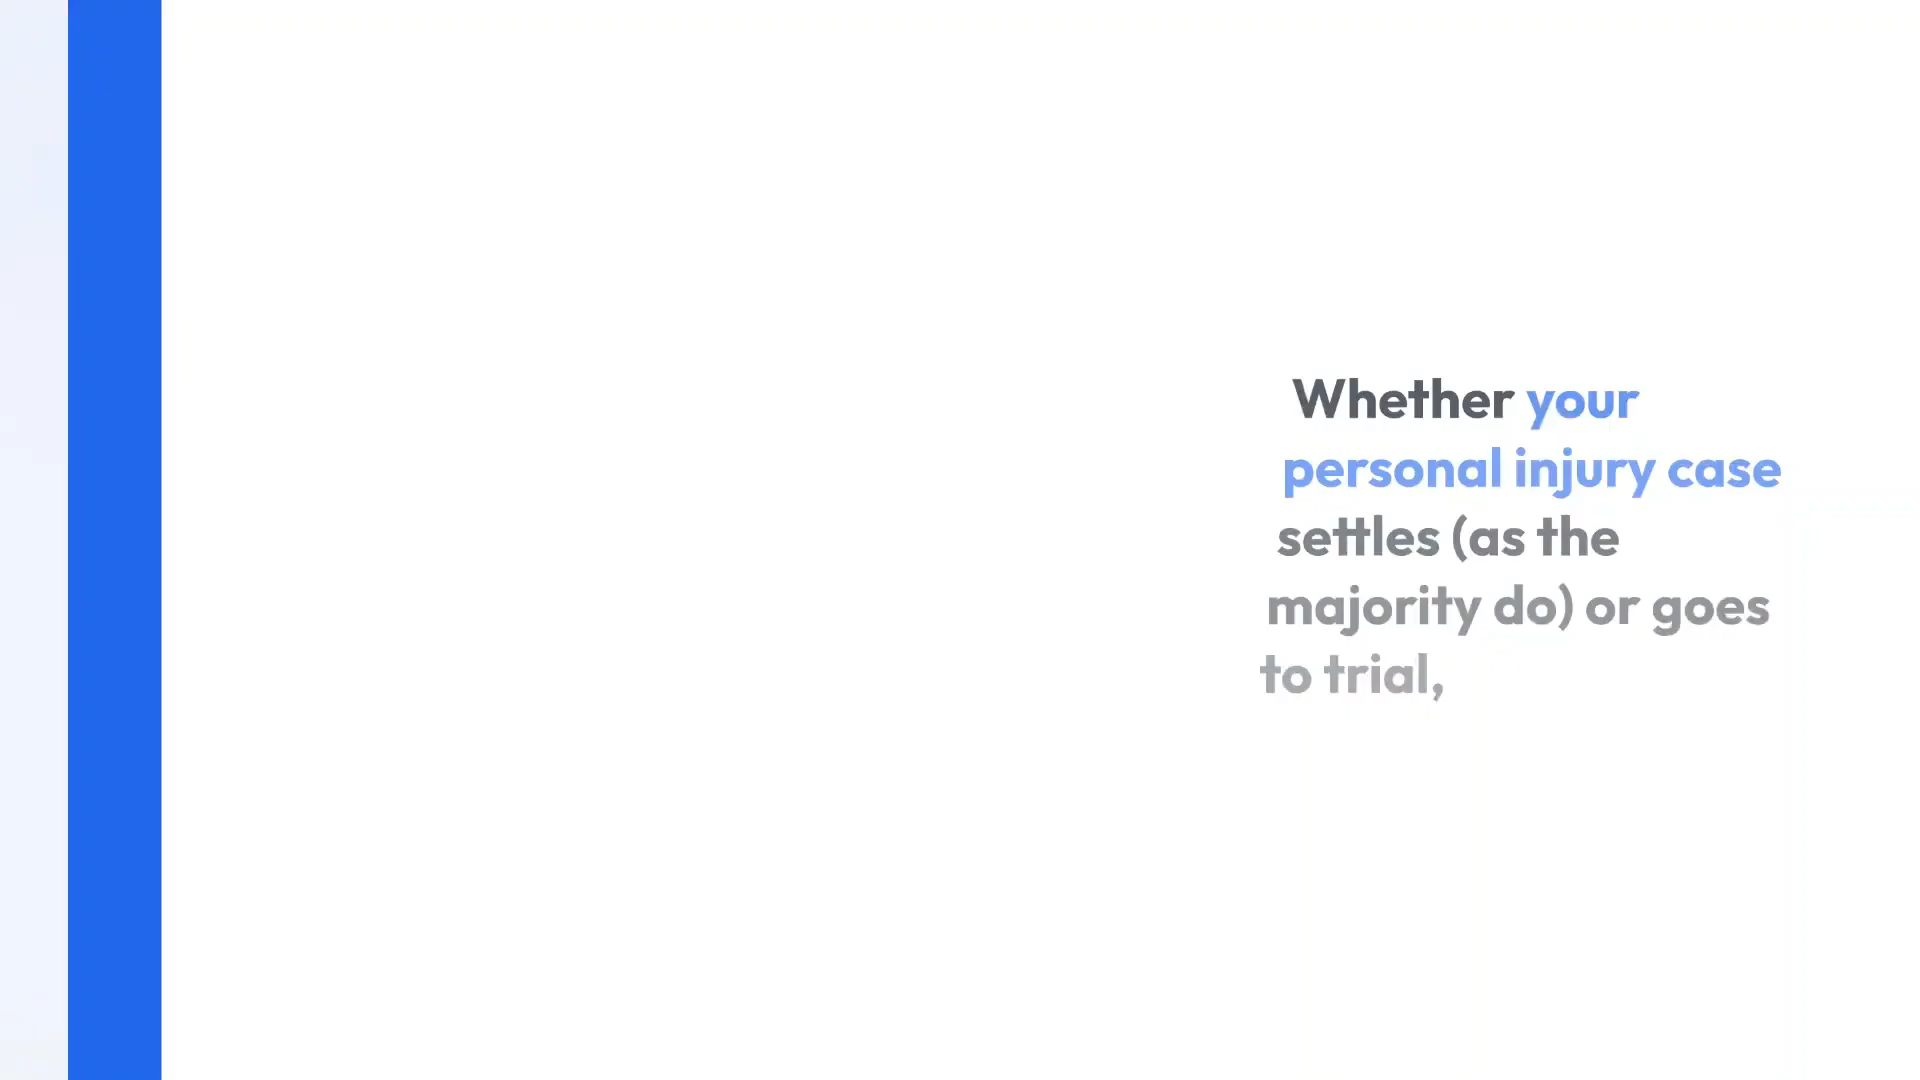 Whether your
personal injury case
settles (as the
majority do) or goes
to trial,